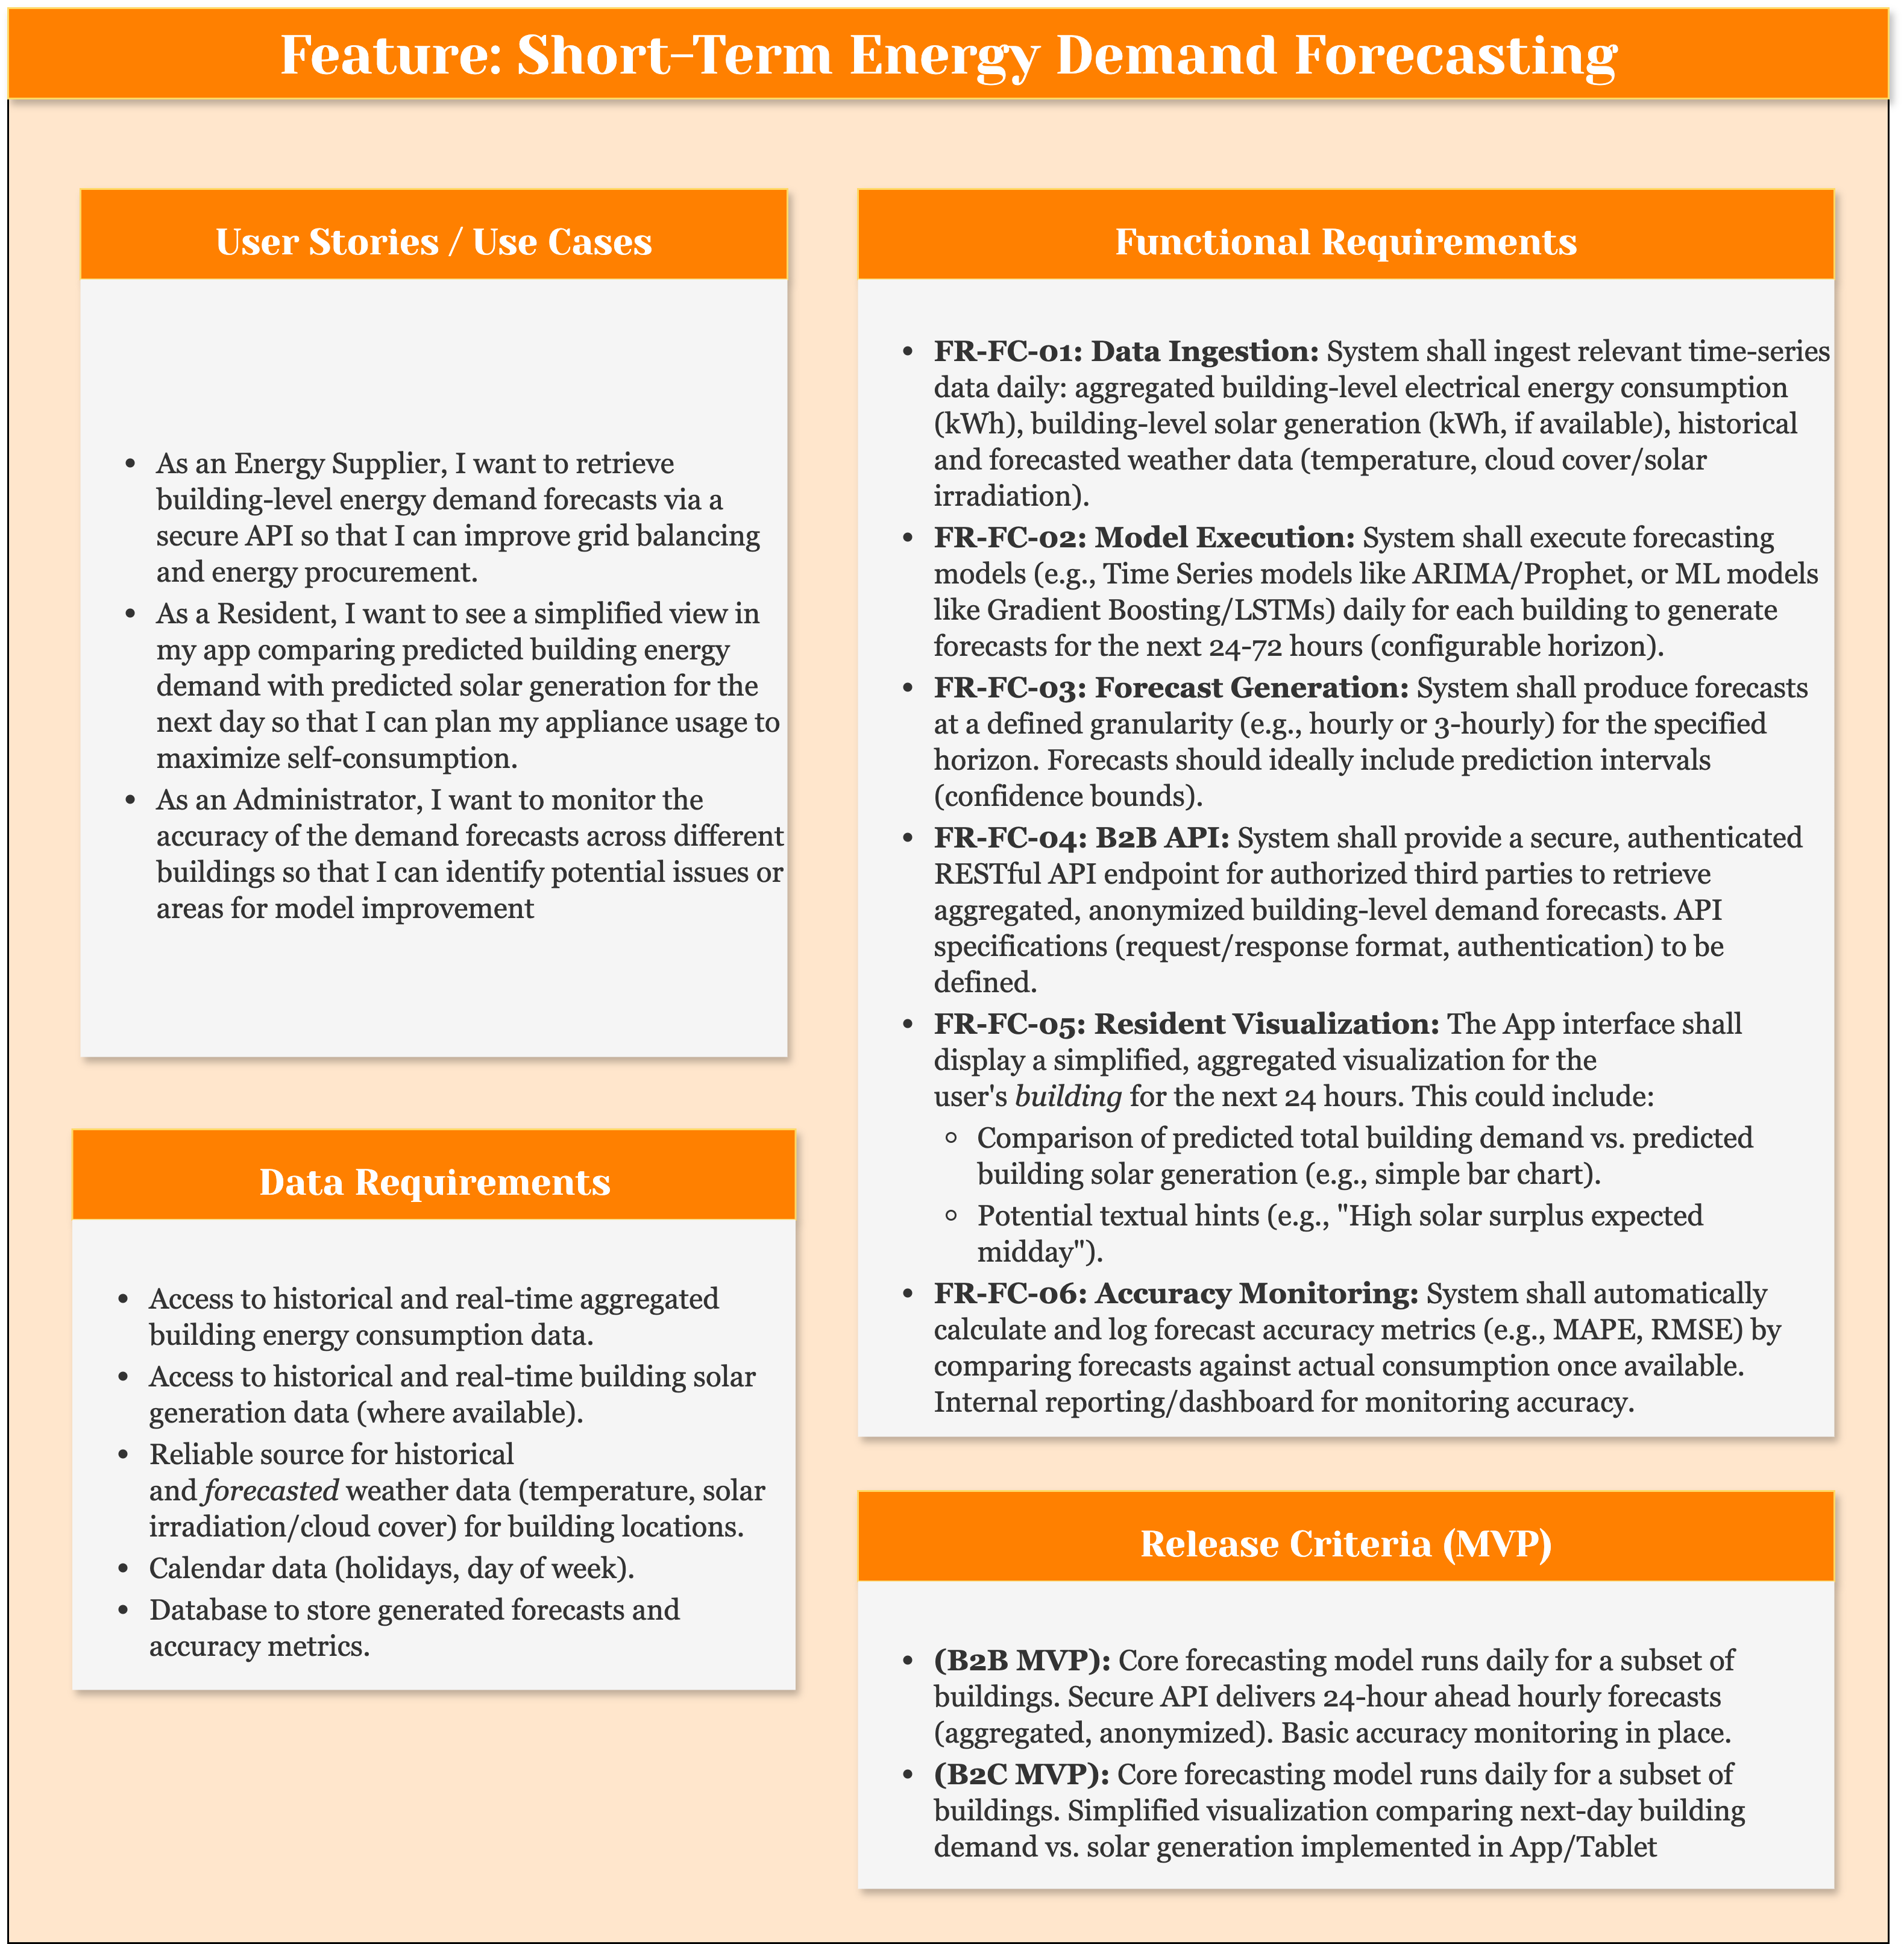 Feature: Short-Term Energy Demand Forecasting
User Stories / Use Cases
• As an Energy Supplier, I want to retrieve
building-level energy demand forecasts via a
secure API so that I can improve grid balancing
and energy procurement.
• As a Resident, I want to see a simplified view in
my app comparing predicted building energy
demand with predicted solar generation for the
next day so that I can plan my appliance usage to
maximize self-consumption.
• As an Administrator, I want to monitor the
accuracy of the demand forecasts across different
buildings so that I can identify potential issues or
areas for model improvement
Data Requirements
• Access to historical and real-time aggregated
building energy consumption data.
• Access to historical and real-time building solar
generation data (where available).
• Reliable source for historical
and forecasted weather data (temperature, solar
irradiation/cloud cover) for building locations.
• Calendar data (holidays, day of week).
• Database to store generated forecasts and
accuracy metrics.
Functional Requirements
• FR-FC-01: Data Ingestion: System shall ingest relevant time-series
data daily: aggregated building-level electrical energy consumption
(kWh), building-level solar generation (kWh, if available), historical
and forecasted weather data (temperature, cloud cover/solar
irradiation).
• FR-FC-02: Model Execution: System shall execute forecasting
models (e.g., Time Series models like ARIMA/Prophet, or ML models
like Gradient Boosting/LSTMs) daily for each building to generate
forecasts for the next 24-72 hours (configurable horizon).
• FR-FC-03: Forecast Generation: System shall produce forecasts
at a defined granularity (e.g., hourly or 3-hourly) for the specified
horizon. Forecasts should ideally include prediction intervals
(confidence bounds).
• FR-FC-04: B2B API: System shall provide a secure, authenticated
RESTful API endpoint for authorized third parties to retrieve
aggregated, anonymized building-level demand forecasts. API
specifications (request/response format, authentication) to be
defined.
• FR-FC-05: Resident Visualization: The App interface shall
display a simplified, aggregated visualization for the
user's building for the next 24 hours. This could include:
◦ Comparison of predicted total building demand vs. predicted
building solar generation (e.g., simple bar chart).
◦ Potential textual hints (e.g., "High solar surplus expected
midday").
• FR-FC-06: Accuracy Monitoring: System shall automatically
calculate and log forecast accuracy metrics (e.g., MAPE, RMSE) by
comparing forecasts against actual consumption once available.
Internal reporting/dashboard for monitoring accuracy.
Release Criteria (MVP)
• (B2B MVP): Core forecasting model runs daily for a subset of
buildings. Secure API delivers 24-hour ahead hourly forecasts
(aggregated, anonymized). Basic accuracy monitoring in place.
• (B2C MVP): Core forecasting model runs daily for a subset of
buildings. Simplified visualization comparing next-day building
demand vs. solar generation implemented in App/Tablet